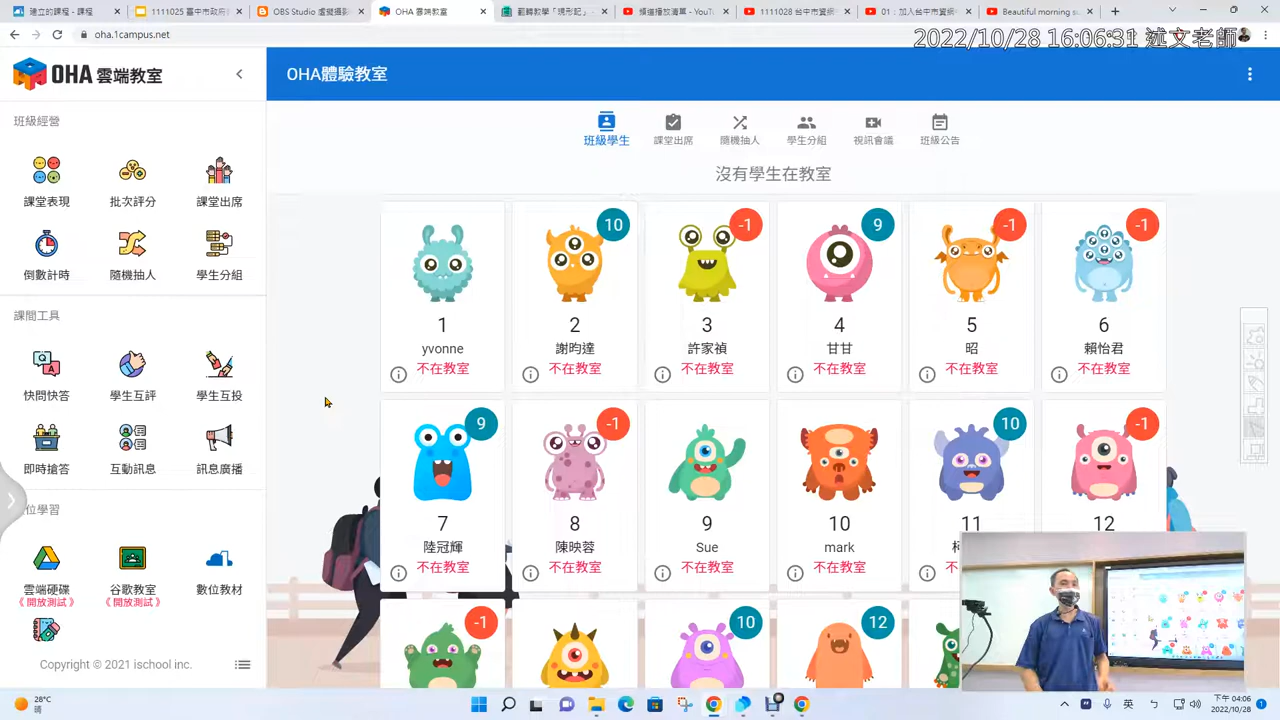 建立的課程 - 課程
1111025 臺中市政府
OBS Studio 虛擬攝
OHA 雲端教室
翻轉教學「現形記」
頻道播放清單 - YouTu
1111028 台中市資網
01：加入台中市資網
Beautiful morning su
oha.1campus.net
2022/10/28 16:06:31 述文老師
OHA 雲端教室
OHA體驗教室
班級經營
課堂表現
批次評分
課堂出席
倒數計時
隨機抽人
學生分組
課間工具
快問快答
學生互評
學生互投
即時搶答
互動訊息
訊息廣播
位學習
雲端硬碟
《 開放測試 》
谷歌教室
《 開放測試 》
數位教材
Copyright © 2021 ischool inc.
班級學生
課堂出席
隨機抽人
學生分組
視訊會議
班級公告
沒有學生在教室
10
-1
9
-1
-1
1
2
3
4
5
6
yvonne
謝昀達
許家禎
甘甘
昭
賴怡君
不在教室
不在教室
不在教室
不在教室
不在教室
不在教室
9
-1
10
-1
7
8
9
10
11
12
陸冠輝
陳映蓉
Sue
mark
不在教室
不在教室
不在教室
不在教室
-1
10
12
28°C
晴
英
下午 04:06
2022/10/28